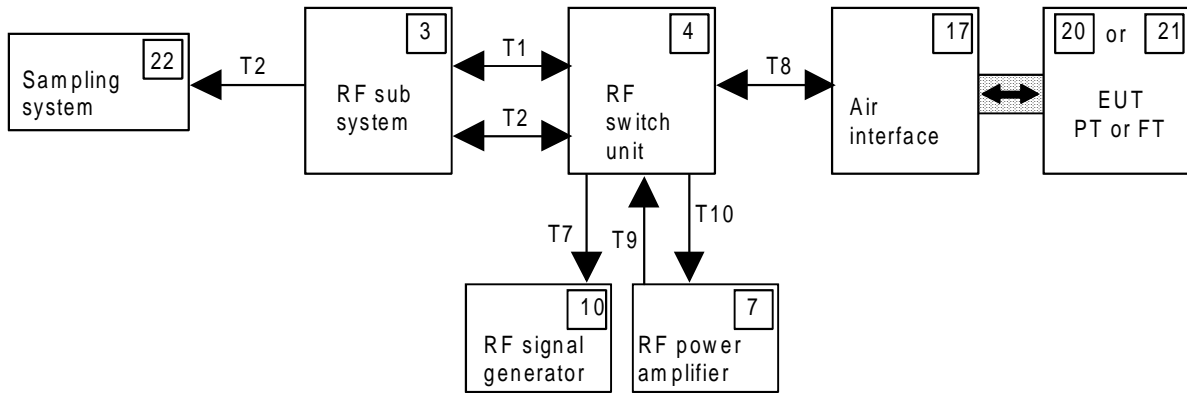 22
Sampling
system
T2
3
RF sub
system
T1
T2
4
RF
switch
unit
T8
17
Air
interface
20 or 21
EUT
PT or FT
T7
T9
T10
10
RF signal
generator
7
RF power
amplifier